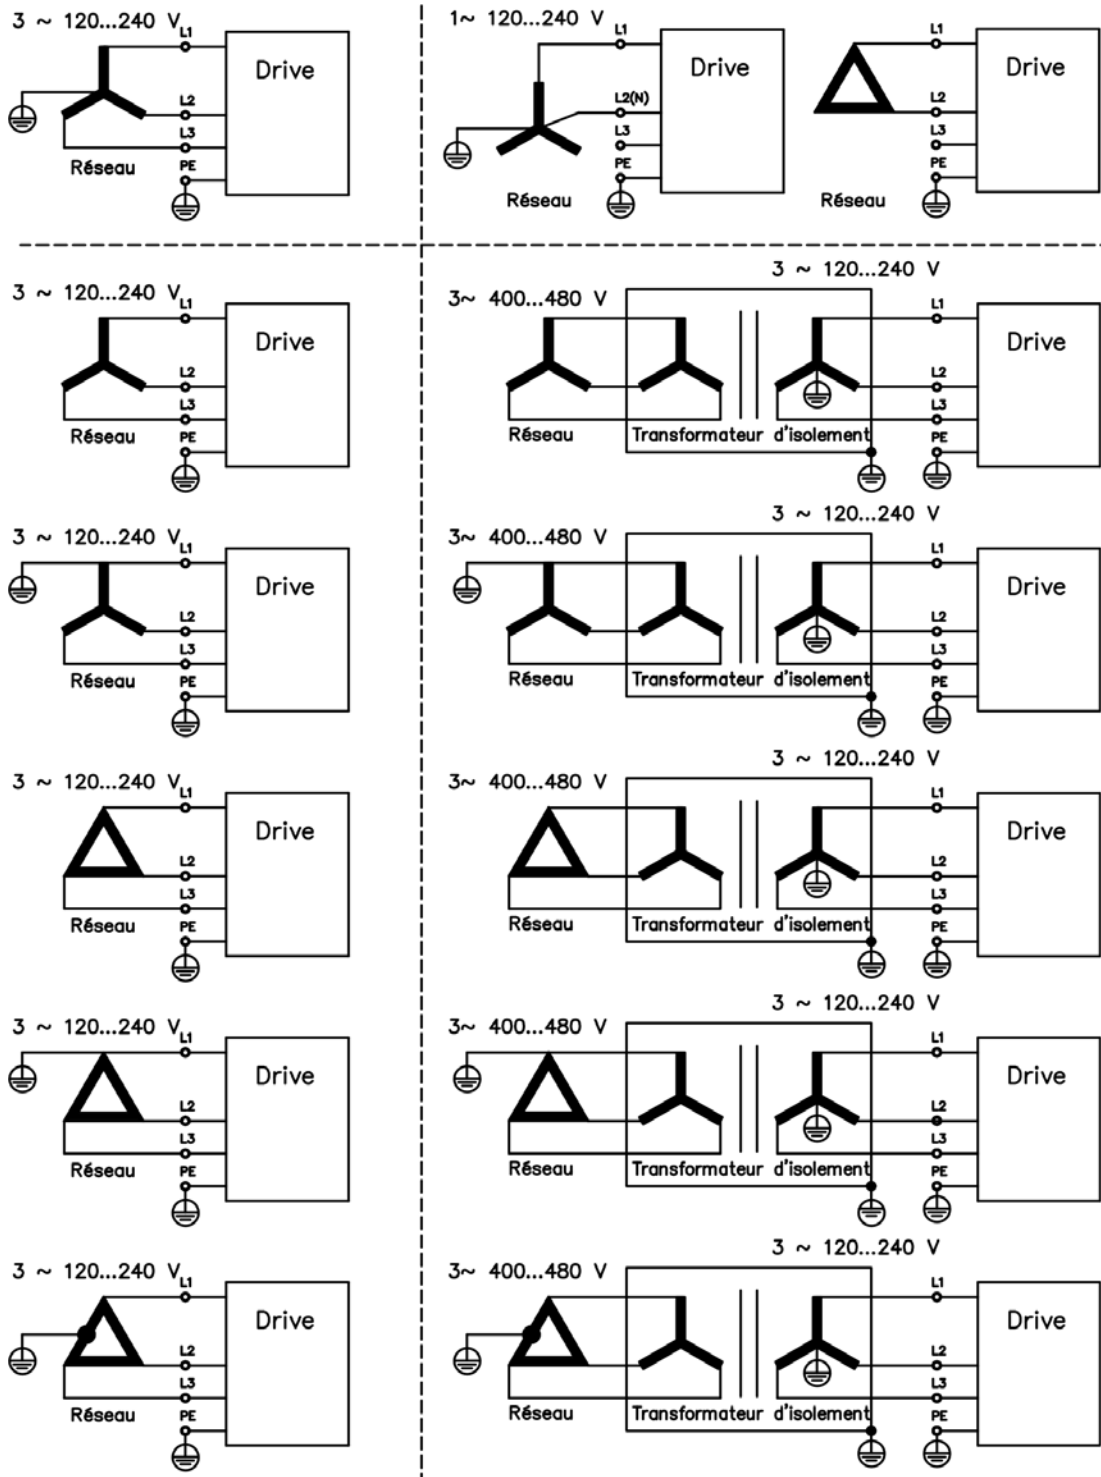 3 ~ 120...240 V
L1
Drive
L2
L3
Réseau
PE
1~ 120...240 V
L1
Drive
L2(N)
L3
PE
Réseau
L1
Drive
L2
L3
PE
Réseau
3 ~ 120...240 V
L1
Drive
L2
L3
Réseau
PE
3 ~ 120...240 V
3~ 400...480 V
L1
Drive
L2
L3
Réseau
Transformateur d'isolement
PE
3 ~ 120...240 V
L1
Drive
L2
L3
Réseau
PE
3 ~ 120...240 V
3~ 400...480 V
L1
Drive
L2
L3
Réseau
Transformateur d'isolement
PE
3 ~ 120...240 V
L1
Drive
L2
L3
Réseau
PE
3 ~ 120...240 V
3~ 400...480 V
L1
Drive
L2
L3
Réseau
Transformateur d'isolement
PE
3 ~ 120...240 V
L1
Drive
L2
L3
Réseau
PE
3 ~ 120...240 V
3~ 400...480 V
L1
Drive
L2
L3
Réseau
Transformateur d'isolement
PE
3 ~ 120...240 V
L1
Drive
L2
L3
Réseau
PE
3 ~ 120...240 V
3~ 400...480 V
L1
Drive
L2
L3
Réseau
Transformateur d'isolement
PE